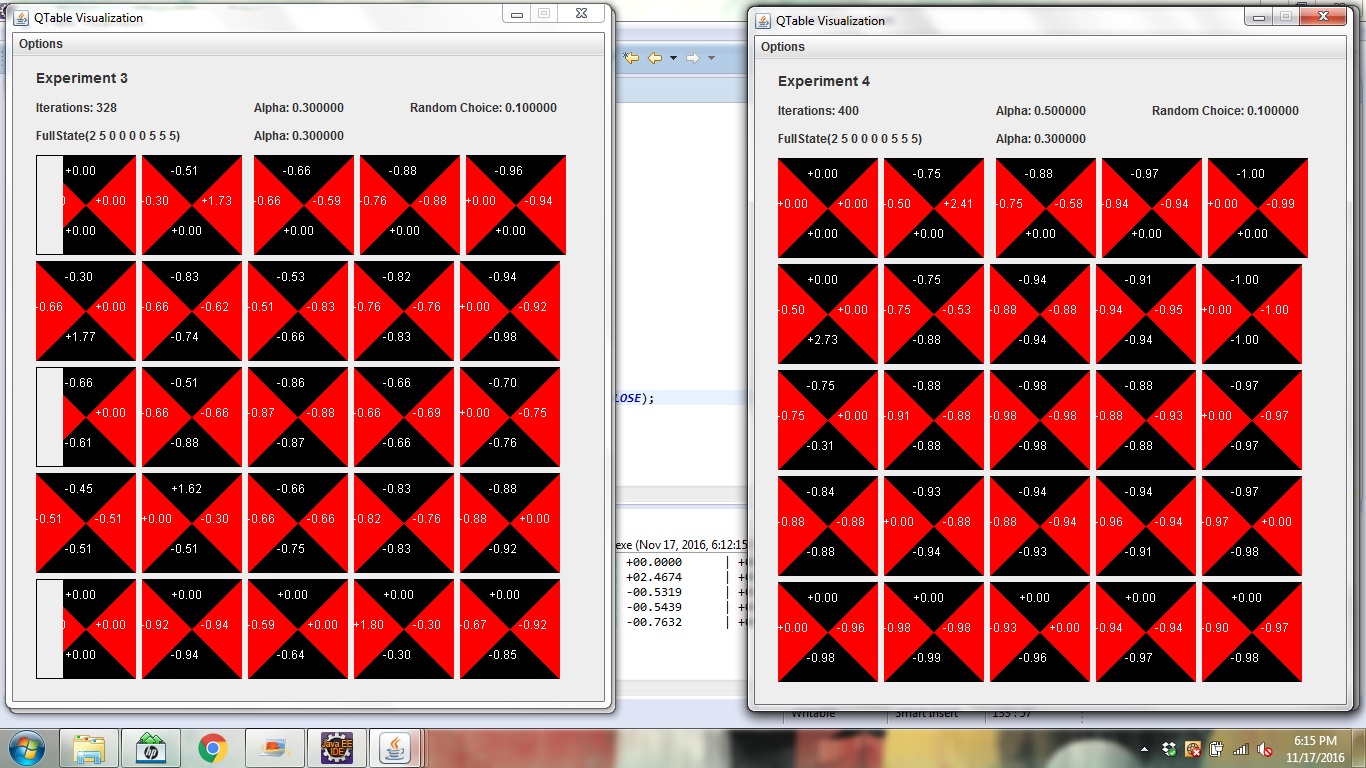 QTable Visualization
Options
Experiment 3
Iterations: 328 Alpha: 0.300000 Random Choice: 0.100000
FullState(2 5 0 0 0 0 5 5 5) Alpha: 0.300000
+0.00 -0.51 -0.66 -0.88 -0.96
+0.00 -0.30 +1.73 -0.66 -0.59 -0.76 -0.88 +0.00 -0.94
+0.00 +0.00 +0.00 +0.00 +0.00
-0.30 -0.83 -0.53 -0.82 -0.94
-0.66 +0.00 -0.66 -0.62 -0.51 -0.83 -0.76 -0.76 +0.00 -0.92
+1.77 -0.74 -0.66 -0.83 -0.98
-0.66 -0.51 -0.86 -0.66 -0.70
+0.00 -0.66 -0.66 -0.87 -0.88 -0.66 -0.69 +0.00 -0.75
-0.61 -0.88 -0.87 -0.66 -0.76
-0.45 +1.62 -0.66 -0.83 -0.88
-0.51 -0.51 +0.00 -0.30 -0.66 -0.66 -0.82 -0.76 -0.88 +0.00
-0.51 -0.51 -0.75 -0.83 -0.92
+0.00 +0.00 +0.00 +0.00 +0.00
+0.00 -0.92 -0.94 -0.59 +0.00 +1.80 -0.30 -0.67 -0.92
+0.00 -0.94 -0.64 -0.30 -0.85
LOSE);
exe (Nov 17, 2016, 6:12:15
+00.0000 |
+02.4674 |
-00.5319 |
-00.5439 |
-00.7632 |
QTable Visualization
Options
Experiment 4
Iterations: 400 Alpha: 0.500000 Random Choice: 0.100000
FullState(2 5 0 0 0 0 5 5 5) Alpha: 0.300000
+0.00 -0.75 -0.88 -0.97 -1.00
+0.00 +0.00 -0.50 +2.41 -0.75 -0.58 -0.94 -0.94 +0.00 -0.99
+0.00 +0.00 +0.00 +0.00 +0.00
+0.00 -0.75 -0.94 -0.91 -1.00
-0.50 +0.00 -0.75 -0.53 -0.88 -0.88 -0.94 -0.95 +0.00 -1.00
+2.73 -0.88 -0.94 -0.94 -1.00
-0.75 -0.88 -0.98 -0.88 -0.97
-0.75 +0.00 -0.91 -0.88 -0.98 -0.98 -0.88 -0.93 +0.00 -0.97
-0.31 -0.88 -0.98 -0.88 -0.97
-0.84 -0.93 -0.94 -0.94 -0.97
-0.88 -0.88 +0.00 -0.88 -0.88 -0.94 -0.96 -0.94 -0.97 +0.00
-0.88 -0.94 -0.93 -0.91 -0.98
+0.00 +0.00 +0.00 +0.00 +0.00
+0.00 -0.96 -0.98 -0.98 -0.93 +0.00 -0.94 -0.94 -0.90 -0.97
-0.98 -0.99 -0.96 -0.97 -0.98
Writable Smart Insert
hp Java EE IDE
6:15 PM
11/17/2016